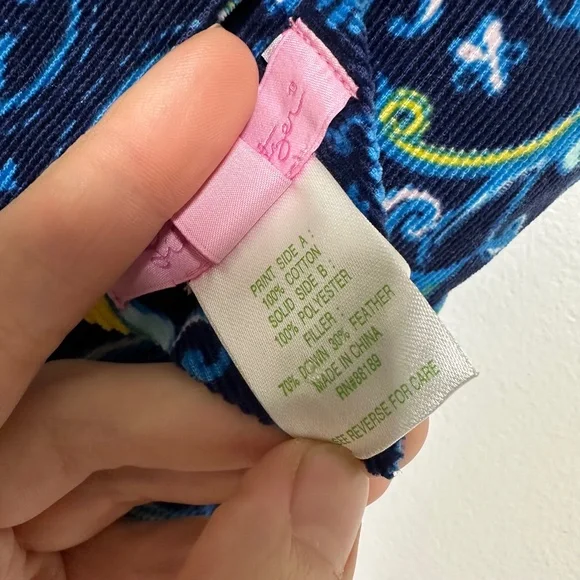 PRINT SIDE A :
100% COTTON
SOLID SIDE B :
100% POLYESTER
FILLER :
70% DOWN 30% FEATHER
MADE IN CHINA
RN#88189
SEE REVERSE FOR CARE